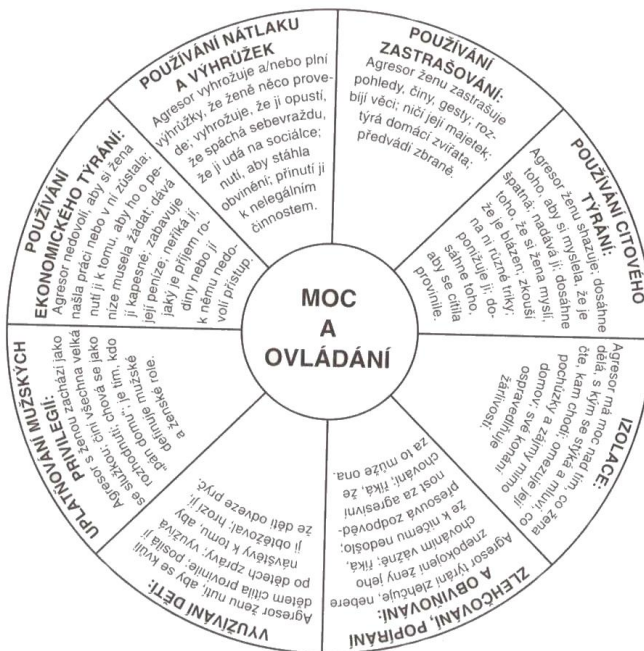 POUŽÍVÁNÍ NÁTLAKU
A VÝHRŮŽEK
Agresor vyhrožuje a/nebo plní
výhrůžky, že ženě něco prove-
de; vyhrožuje, že ji opustí,
že spáchá sebevraždu,
že ji udá na sociálce;
nutí, aby stáhla
obvinění; přinutí ji
k nelegálním
činnostem.
POUŽÍVÁNÍ
ZASTRAŠOVÁNÍ:
Agresor ženu zastrašuje
pohledy, činy, gesty; roz-
bíjí věci; ničí její majetek;
týrá domácí zvířata;
předvádí zbraně.
POUŽÍVÁNÍ CITOVÉHO
TÝRÁNÍ:
Agresor ženu shazuje; dosáhne
toho, aby si myslela, že je
špatná; nadává jí; dosáhne
toho, že si žena myslí,
že je blázen; zkouší
na ni různé triky;
ponižuje ji; do-
sáhne toho,
aby se cítila
provinile.
IZOLACE:
Agresor má moc nad tím, co žena
dělá, s kým se stýká a mluví, co
čte, kam chodí; omezuje její
pochůzky a zájmy mimo
domov; své konání
ospravedlňuje
žárlivostí.
ZLEHČOVÁNÍ, POPÍRÁNÍ
A OBVIŇOVÁNÍ:
Agresor týrání zlehčuje, nebere
znepokojení ženy jeho
chováním vážně; říká,
že k ničemu nedošlo;
přesouvá zodpověd-
nost za agresivní
chování; říká, že
za to může ona.
VYUŽÍVÁNÍ DĚTÍ:
Agresor ženu nutí, aby se kvůli
dětem cítila provinile; posílá jí
po dětech zprávy; využívá
návštěvy k tomu, aby
ji obtěžoval; hrozí jí,
že děti odveze pryč.
UPLATŇOVÁNÍ MUŽSKÝCH
PRIVILEGIÍ:
Agresor s ženou zachází jako
se služkou; činí všechna velká
rozhodnutí; chová se jako
„pán domu“; je tím, kdo
definuje mužské
a ženské role.
POUŽÍVÁNÍ
EKONOMICKÉHO TÝRÁNÍ:
Agresor nedovolí, aby si žena
našla práci nebo v ní zůstala;
nutí ji k tomu, aby ho o pe-
níze musela žádat; dává
jí kapesné; zabavuje
její peníze; neříká jí,
jaký je příjem ro-
diny nebo jí
k němu nedo-
volí přístup.
MOC
A
OVLÁDÁNÍ